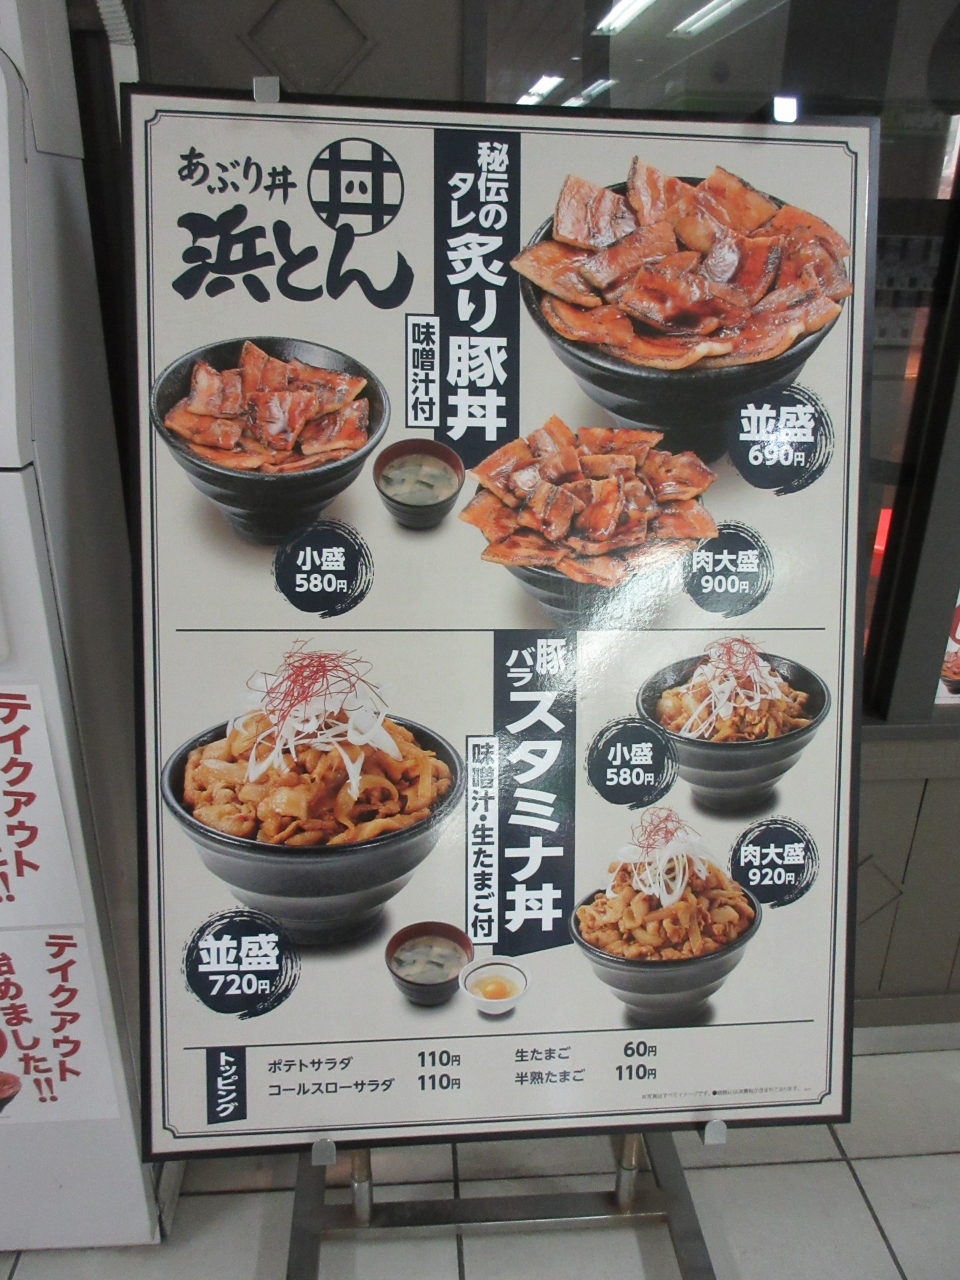 あぶり丼
丼
浜とん
秘伝の
タレ
炙り豚丼
味噌汁付
並盛
690円
小盛
580円
肉大盛
900円
豚
バラ
スタミナ丼
味噌汁・生たまご付
小盛
580円
肉大盛
920円
並盛
720円
トッピング
ポテトサラダ 110円
コールスローサラダ 110円
生たまご 60円
半熟たまご 110円
テイクアウト
テイクアウト
始めました!!